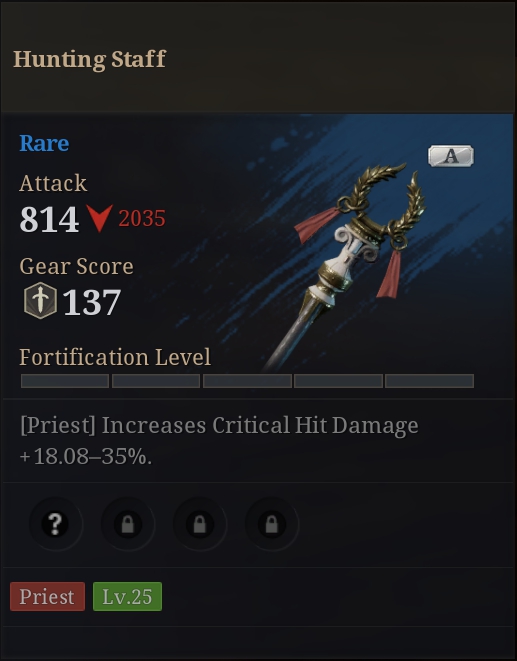 Hunting Staff
Rare
A
Attack
814 2035
Gear Score
137
Fortification Level
[Priest] Increases Critical Hit Damage
+18.08–35%.
?
Priest Lv.25